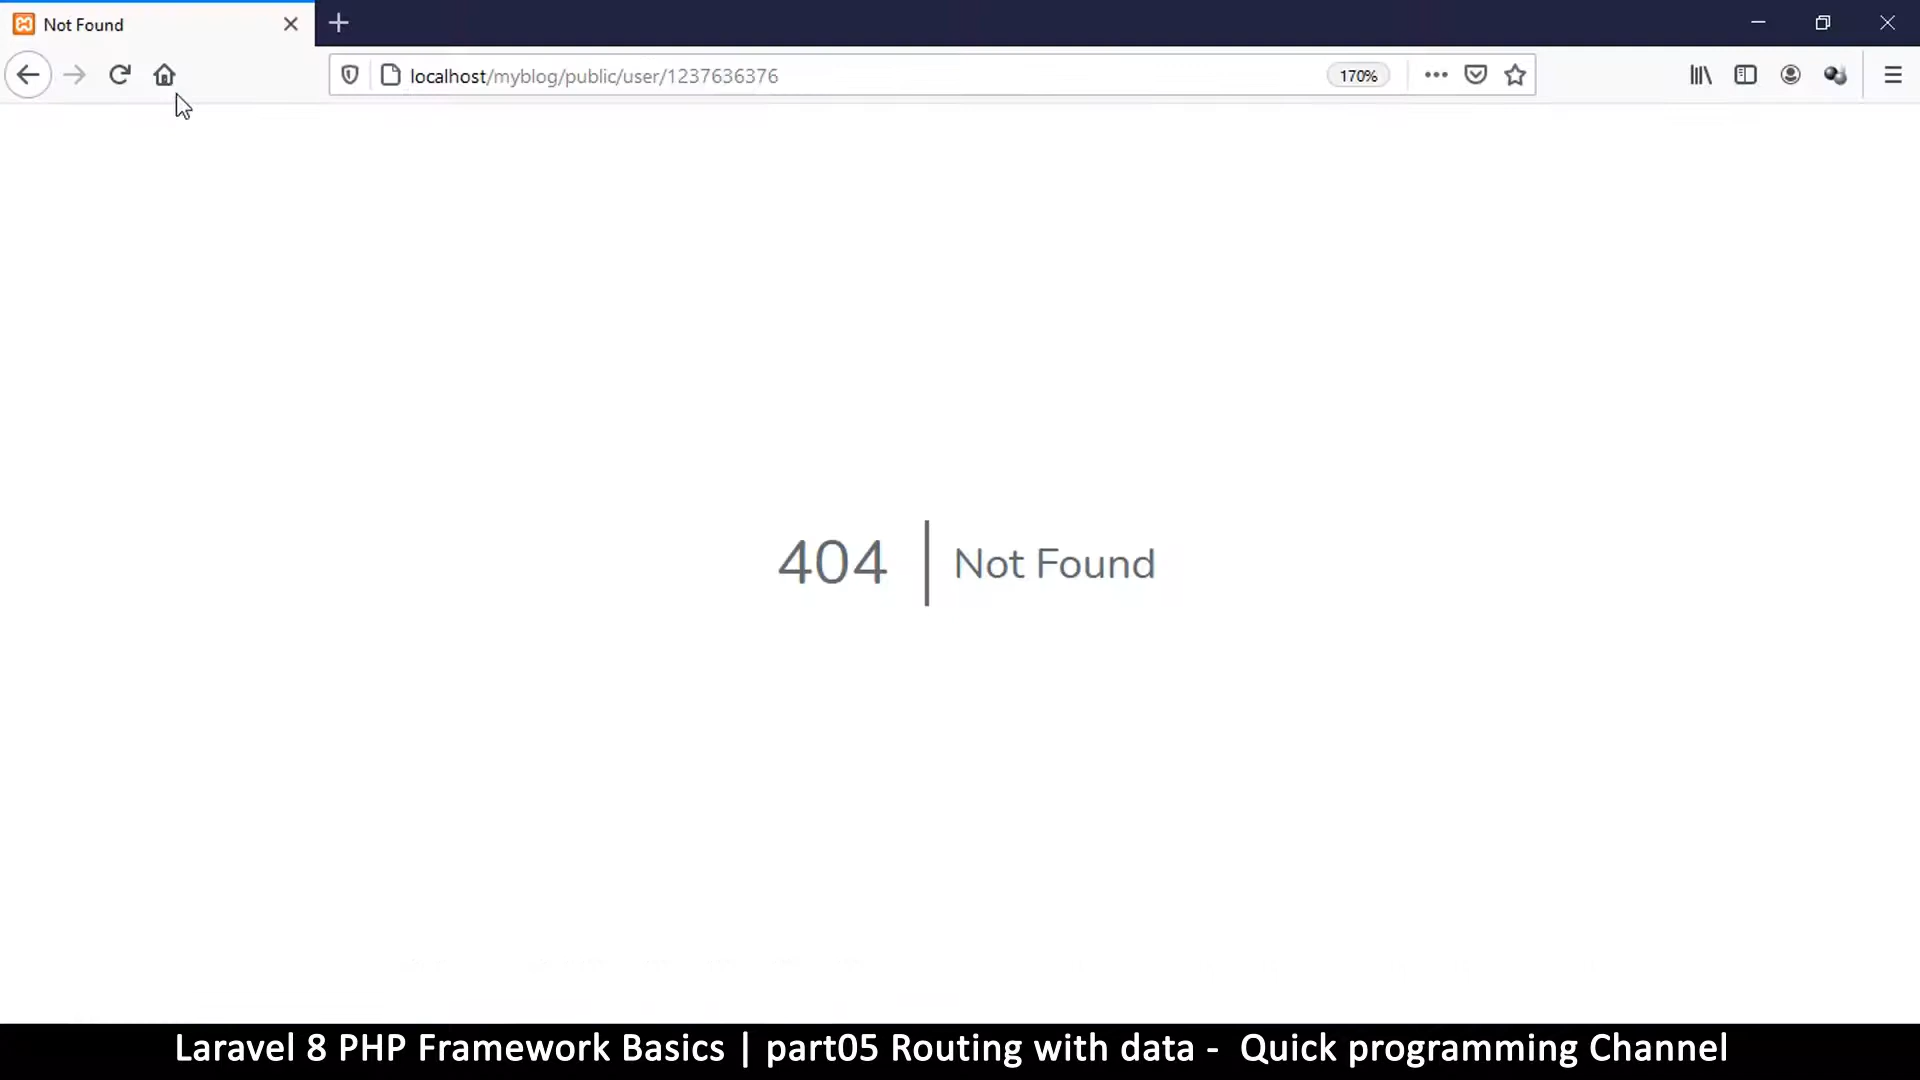 Not Found
localhost/myblog/public/user/1237636376
170%
404 Not Found
Laravel 8 PHP Framework Basics | part05 Routing with data - Quick programming Channel